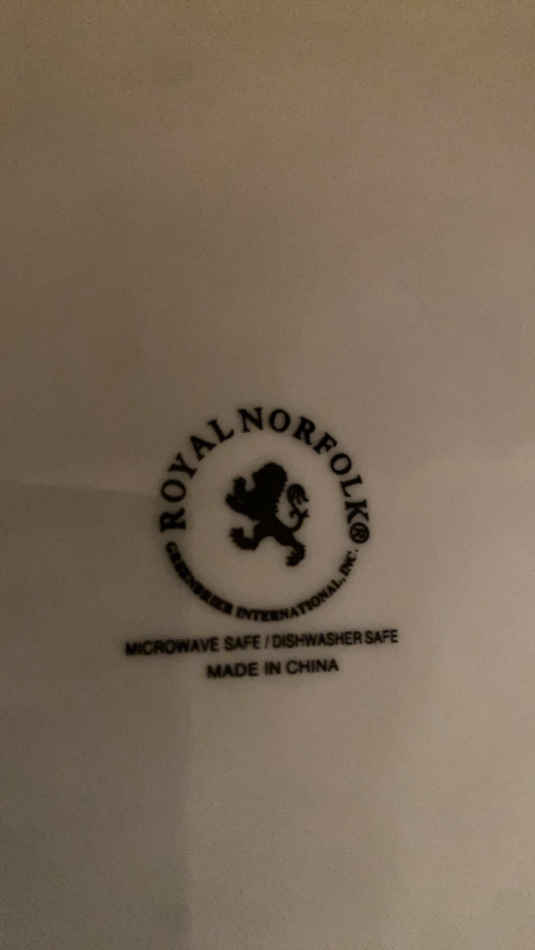 ROYAL NORFOLK®
GREENBRIER INTERNATIONAL, INC.
MICROWAVE SAFE / DISHWASHER SAFE
MADE IN CHINA